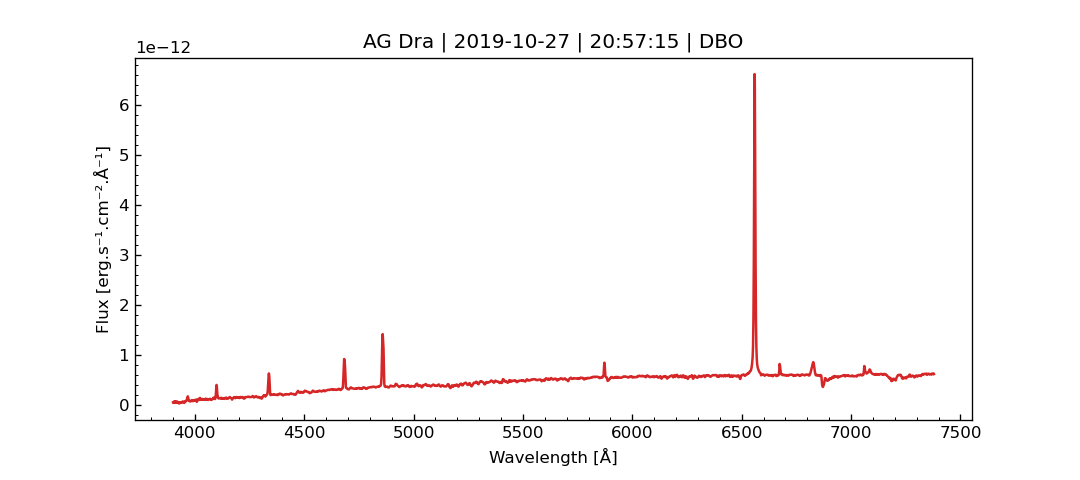 AG Dra | 2019-10-27 | 20:57:15 | DBO
1e−12
6
5
4
3
2
1
0
Flux [erg.s⁻¹.cm⁻².Å⁻¹]
4000 4500 5000 5500 6000 6500 7000 7500
Wavelength [Å]